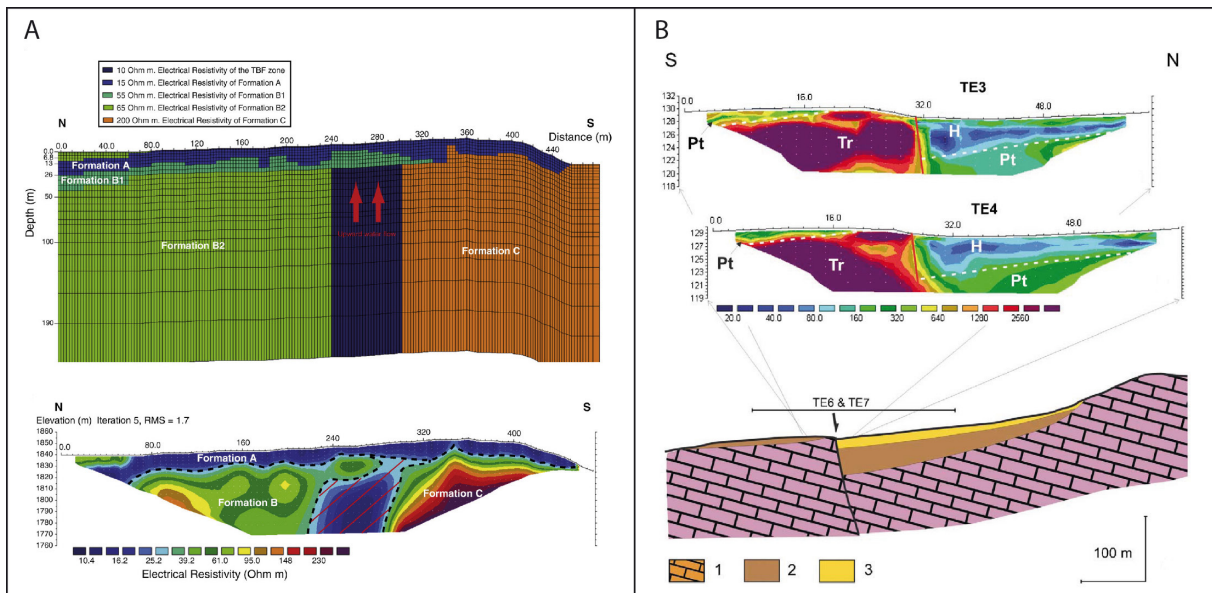 A
10 Ohm m. Electrical Resistivity of the TBF zone
15 Ohm m. Electrical Resistivity of Formation A
55 Ohm m. Electrical Resistivity of Formation B1
65 Ohm m. Electrical Resistivity of Formation B2
200 Ohm m. Electrical Resistivity of Formation C
N
S
0.0 40 80 120 160 200 240 280 320 360 400 Distance (m)
440
0.0
6.8
13
26
50
100
190
Depth (m)
Formation A
Formation B1
Formation B2
Formation C
N
S
Elevation (m) Iteration 5, RMS = 1.7
1860
1850
1840
1830
1820
1810
1800
1790
1780
1770
1760
0.0 80.0 160 240 320 400
Formation A
Formation B
Formation C
10.4 16.2 25.2 39.2 61.0 95.0 148 230
Electrical Resistivity (Ohm m)
B
S
N
TE3
132
130
128
126
124
122
120
118
0.0 16.0 32.0 48.0
Pt
Tr
H
Pt
TE4
129
127
125
123
121
119
0.0 16.0 32.0 48.0
Pt
Tr
H
Pt
20.0 40.0 80.0 160 320 640 1280 2560
TE6 & TE7
1
2
3
100 m